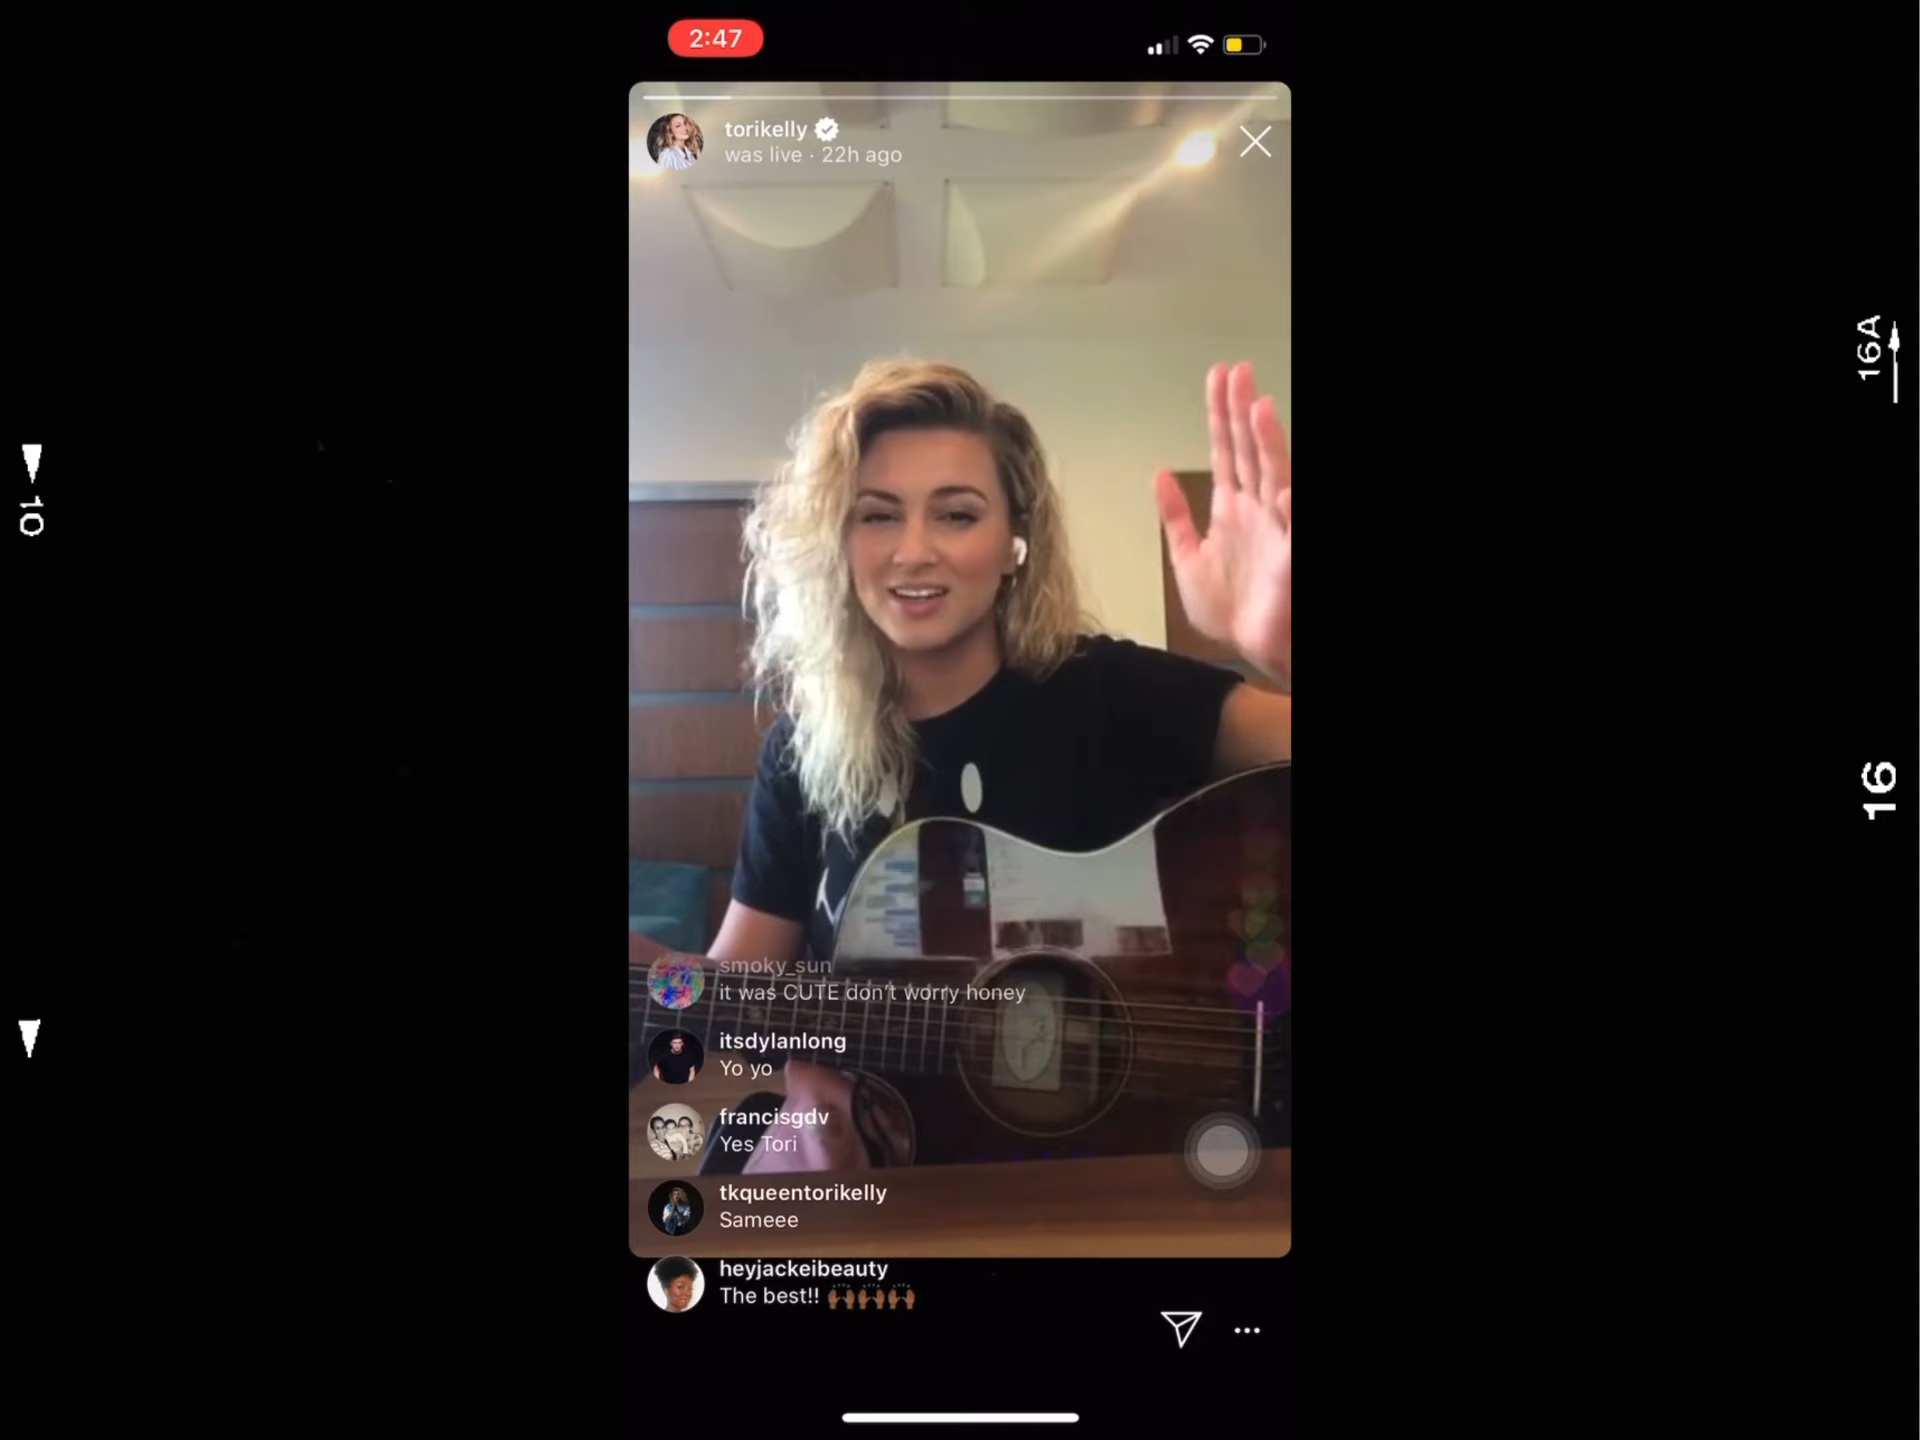 2:47
torikelly
was live · 22h ago
smoky_sun
it was CUTE don't worry honey
itsdylanlong
Yo yo
francisgdv
Yes Tori
tkqueentorikelly
Sameee
heyjackeibeauty
The best!! 🙌🏾🙌🏾🙌🏾
10
16A
16